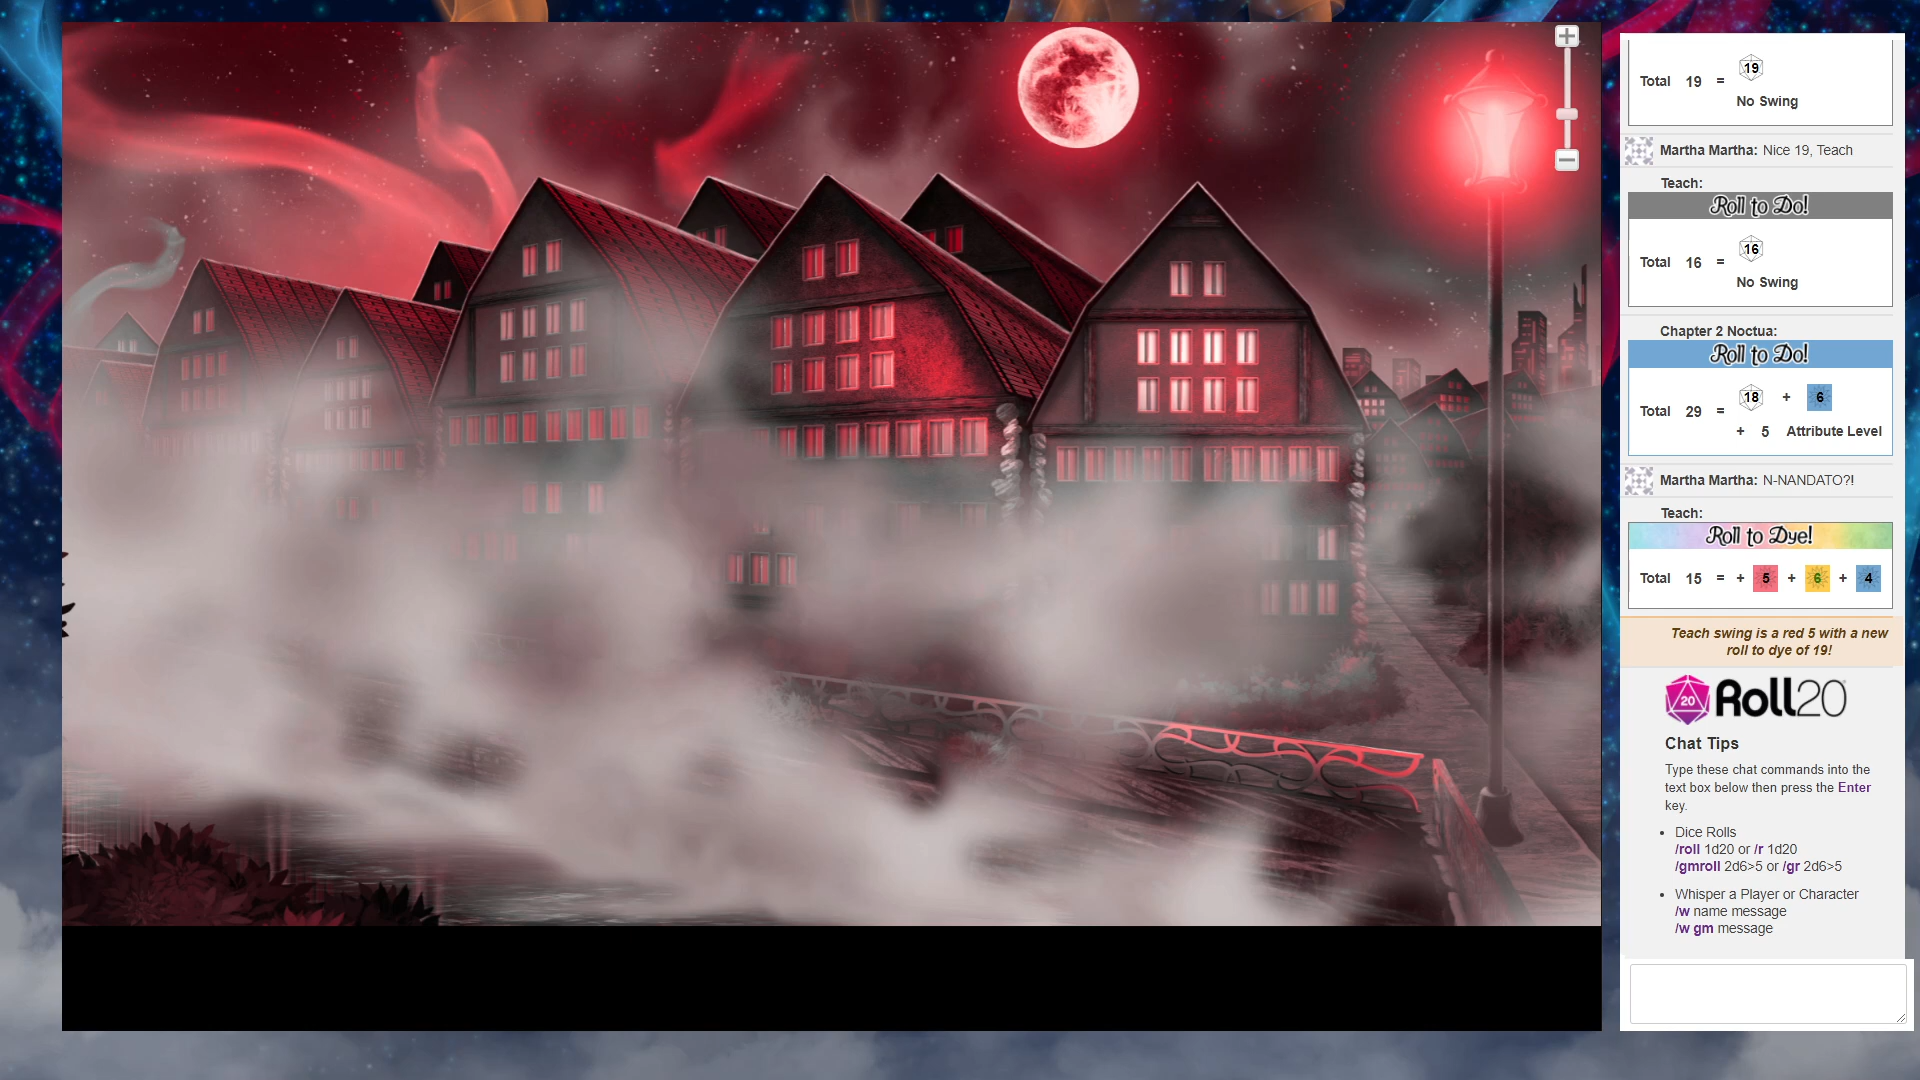 Total 19 = 19
No Swing
Martha Martha: Nice 19, Teach
Teach:
Roll to Do!
Total 16 = 16
No Swing
Chapter 2 Noctua:
Roll to Do!
Total 29 = 18 + 6
+ 5 Attribute Level
Martha Martha: N-NANDATO?!
Teach:
Roll to Dye!
Total 15 = + 5 + 6 + 4
Teach swing is a red 5 with a new
roll to dye of 19!
20 Roll20
Chat Tips
Type these chat commands into the
text box below then press the Enter
key.
• Dice Rolls
/roll 1d20 or /r 1d20
/gmroll 2d6>5 or /gr 2d6>5
• Whisper a Player or Character
/w name message
/w gm message